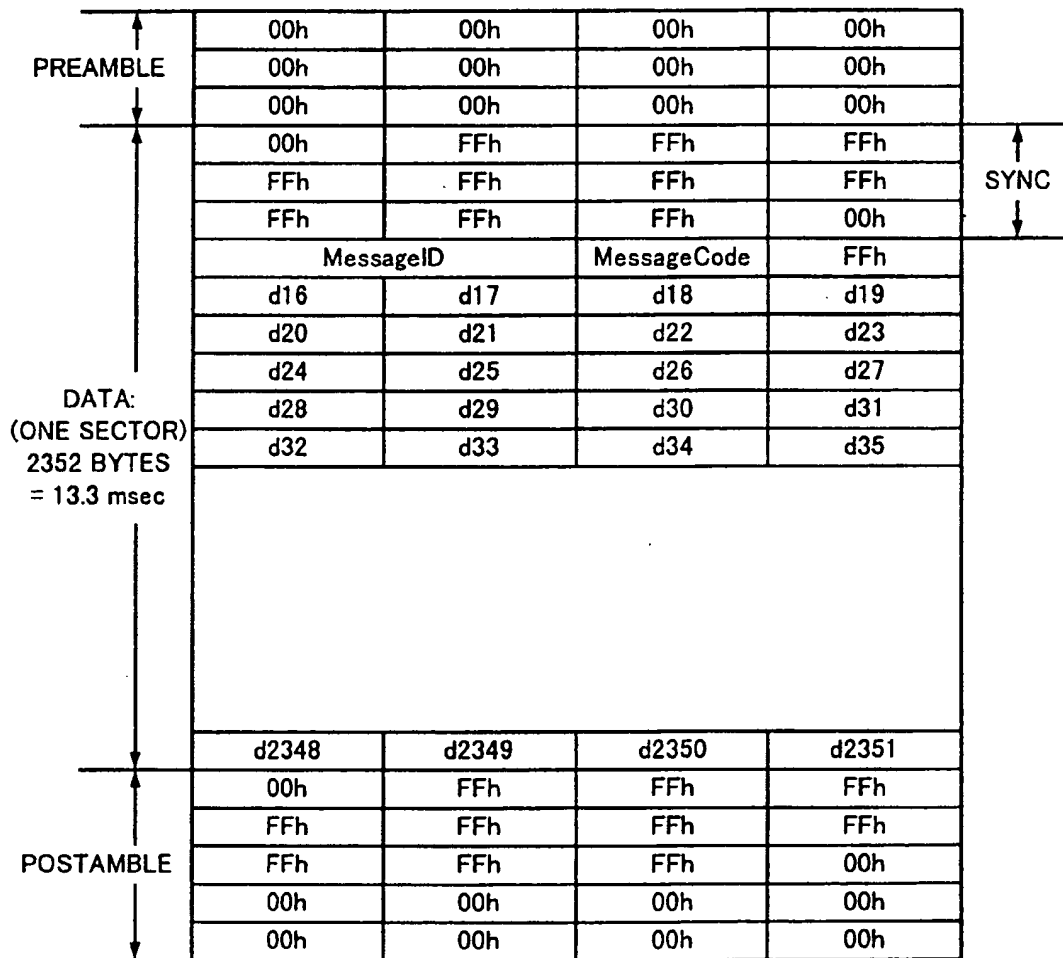 00h 00h 00h 00h
PREAMBLE 00h 00h 00h 00h
00h 00h 00h 00h
00h FFh FFh FFh
FFh FFh FFh FFh SYNC
FFh FFh FFh 00h
MessageID MessageCode FFh
d16 d17 d18 d19
d20 d21 d22 d23
d24 d25 d26 d27
DATA:
d28 d29 d30 d31
(ONE SECTOR)
d32 d33 d34 d35
2352 BYTES
= 13.3 msec
d2348 d2349 d2350 d2351
00h FFh FFh FFh
FFh FFh FFh FFh
POSTAMBLE FFh FFh FFh 00h
00h 00h 00h 00h
00h 00h 00h 00h